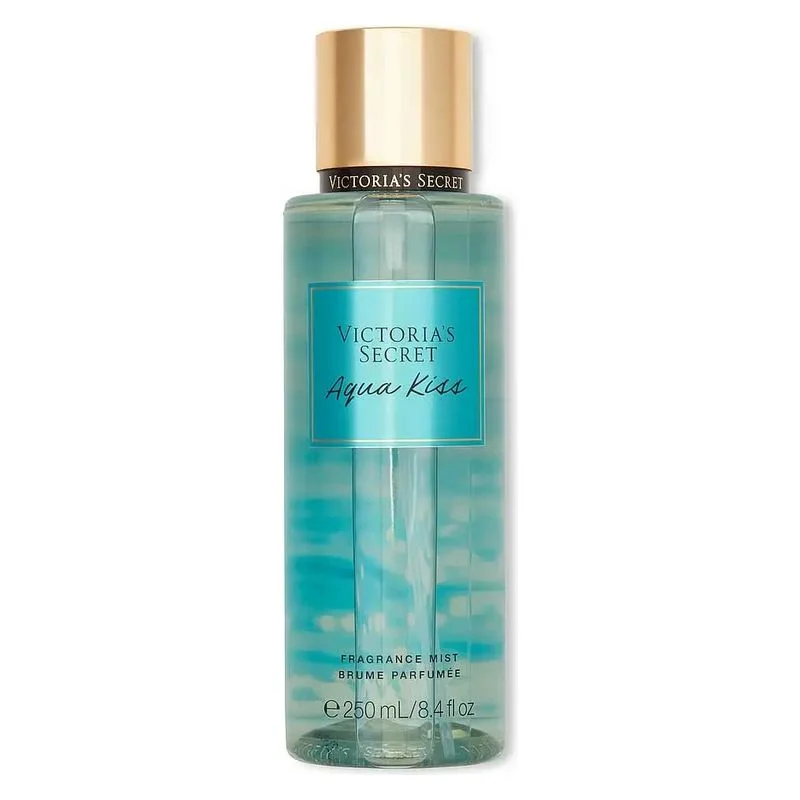 VICTORIA'S SECRET
VICTORIA'S
SECRET
Aqua Kiss
FRAGRANCE MIST
BRUME PARFUMÉE
℮250 mL/8.4 fl oz